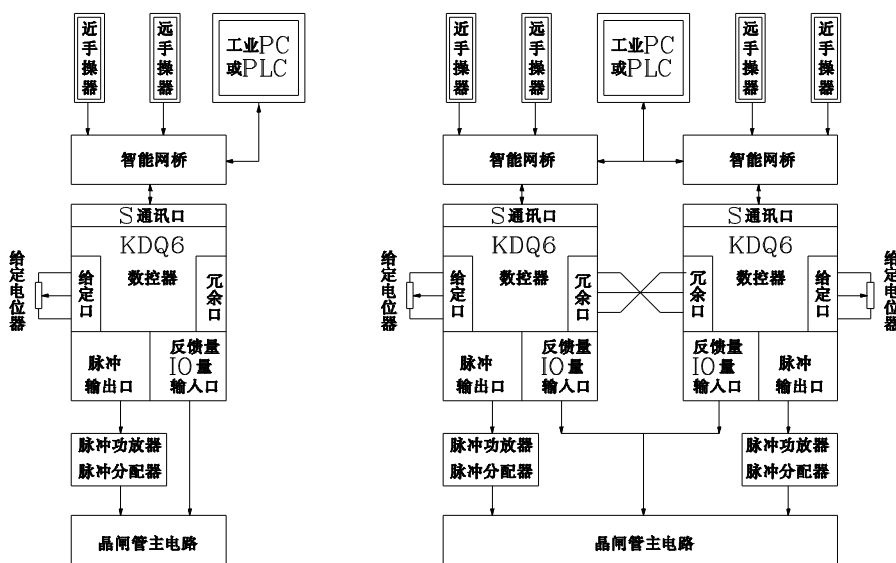 近手操器
远手操器
工业PC
或PLC
智能网桥
S通讯口
KDQ6
数控器
给定电位器
给定口
冗余口
脉冲
输出口
反馈量
IO量
输人口
脉冲功放器
脉冲分配器
晶闸管主电路
近手操器
远手操器
工业PC
或PLC
远手操器
近手操器
智能网桥
智能网桥
S通讯口
S通讯口
KDQ6
数控器
KDQ6
数控器
给定电位器
给定口
冗余口
冗余口
给定口
给定电位器
脉冲
输出口
反馈量
IO量
输人口
反馈量
IO量
输人口
脉冲
输出口
脉冲功放器
脉冲分配器
脉冲功放器
脉冲分配器
晶闸管主电路